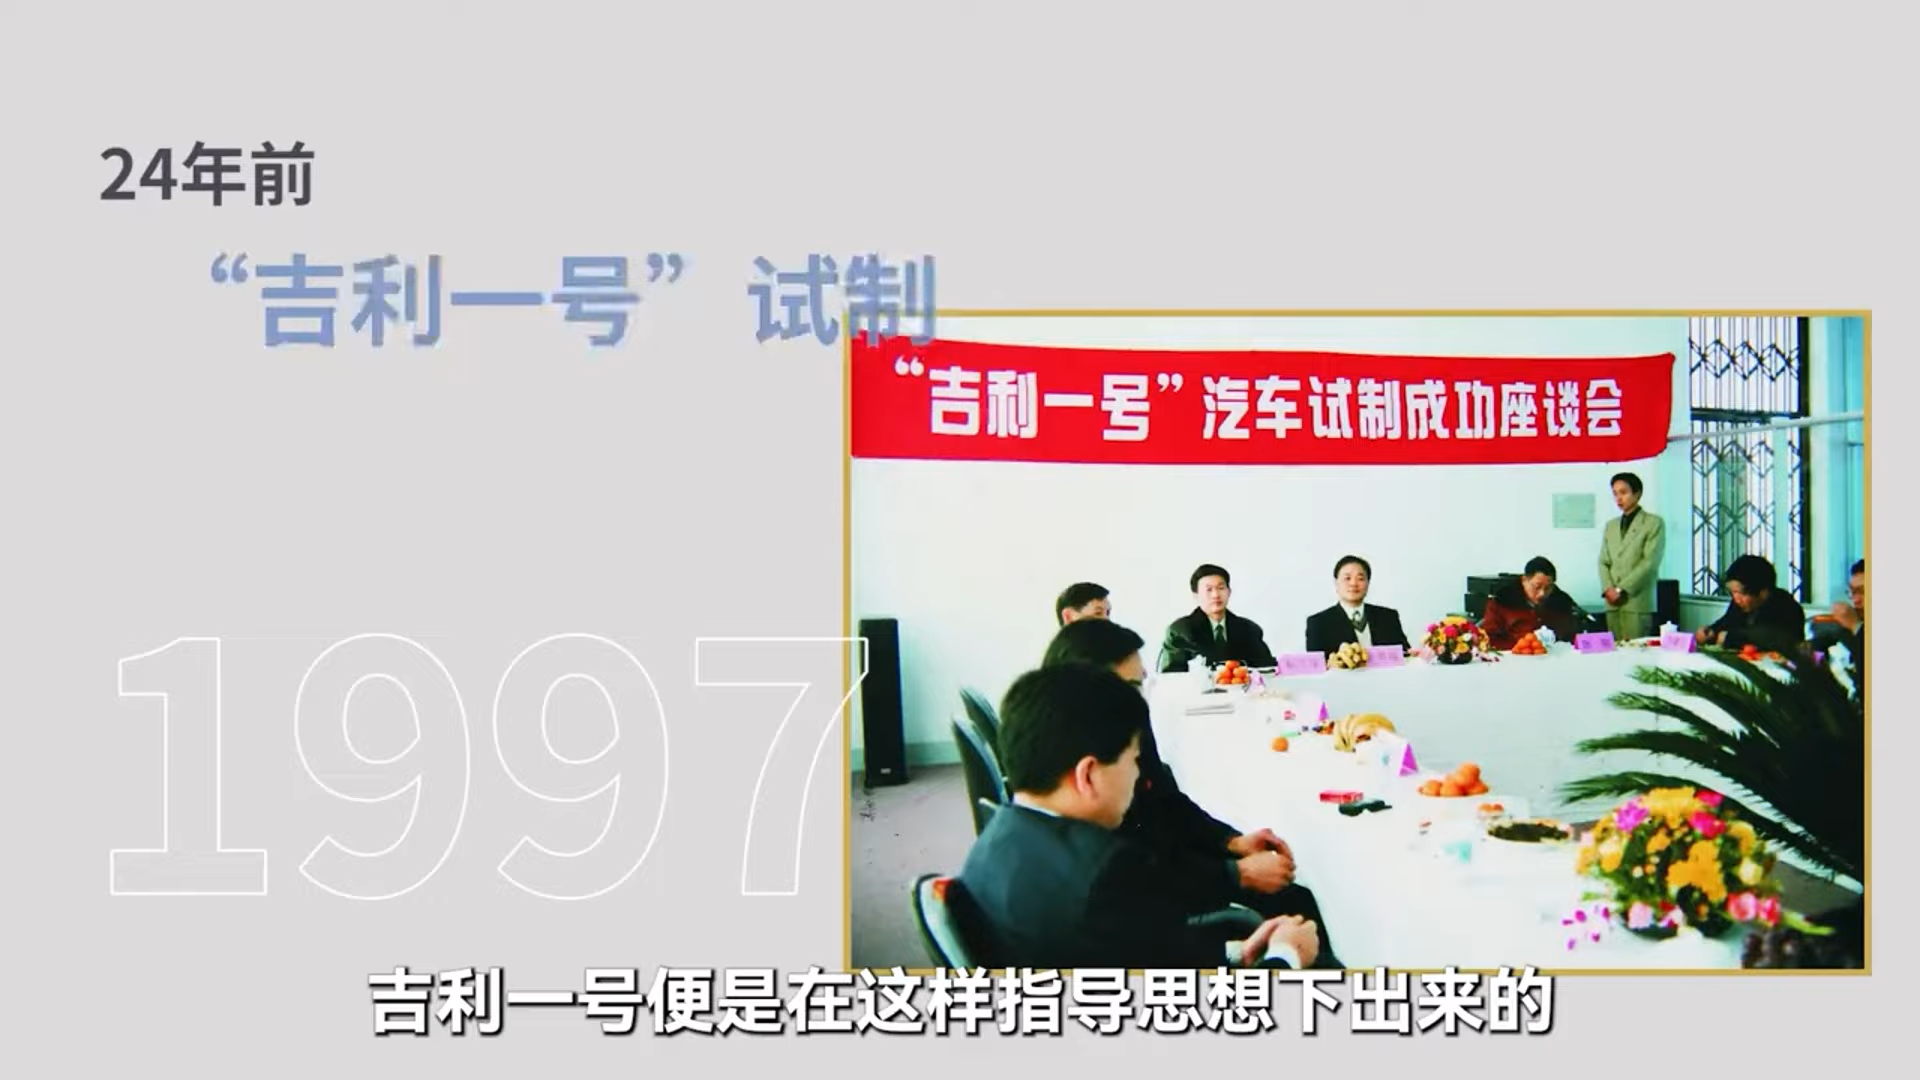 24年前
“吉利一号”试制
“吉利一号”汽车试制成功座谈会
1997
吉利一号便是在这样指导思想下出来的